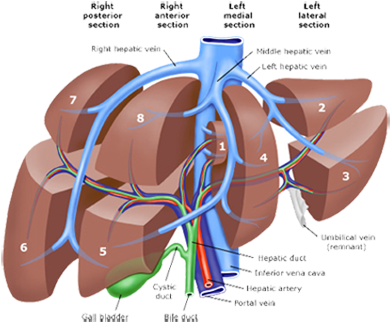 Right posterior section
Right anterior section
Left medial section
Left lateral section
Right hepatic vein
Middle hepatic vein
Left hepatic vein
7
8
1
2
4
3
6
5
Umbilical vein
(remnant)
Hepatic duct
Inferior vena cava
Hepatic artery
Portal vein
Cystic
duct
Gall bladder
Bile duct